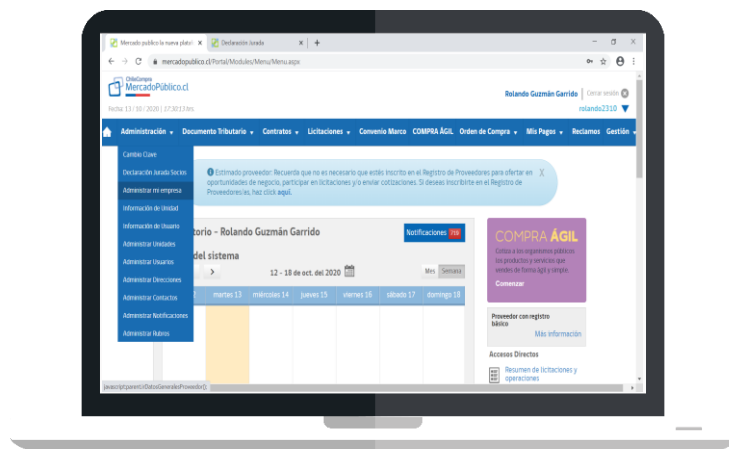 Mercado publico la nueva platafo
Declaración Jurada
mercadopublico.cl/Portal/Modules/Menu/Menu.aspx
ChileCompra
MercadoPúblico.cl
Rolando Guzmán Garrido
Cerrar sesión
Fecha: 13 / 10 / 2020 | 17:30:13 hrs.
rolando2310
Administración
Documento Tributario
Contratos
Licitaciones
Convenio Marco
COMPRA ÁGIL
Orden de Compra
Mis Pagos
Reclamos
Gestión
Cambio Clave
Declaración Jurada Socios
Administrar mi empresa
Información de Unidad
Información de Usuario
Administrar Unidades
Administrar Usuarios
Administrar Direcciones
Administrar Contactos
Administrar Notificaciones
Administrar Rubros
Estimado proveedor: Recuerda que no es necesario que estés inscrito en el Registro de Proveedores para ofertar en
oportunidades de negocio, participar en licitaciones y/o enviar cotizaciones. Si deseas inscribirte en el Registro de
Proveedores/es, haz click aquí.
X
torio - Rolando Guzmán Garrido
Notificaciones
del sistema
12 - 18 de oct. del 2020
Mes
Semana
martes 13
miércoles 14
jueves 15
viernes 16
sábado 17
domingo 18
COMPRA ÁGIL
Cotiza a los organismos públicos
los productos y servicios que
vendes de forma ágil y simple.
Comenzar
Proveedor con registro
básico
Más información
Accesos Directos
Resumen de licitaciones y
operaciones